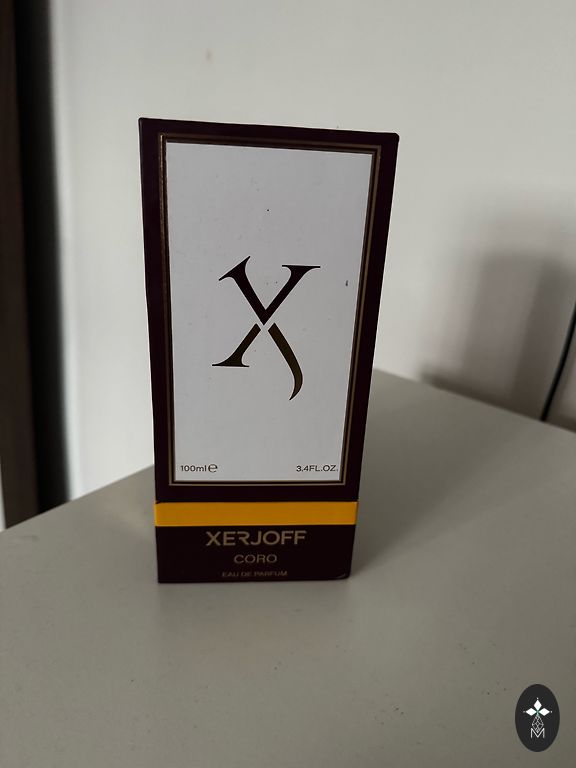 X
100ml℮ 3.4FL.OZ.
XERJOFF
CORO
EAU DE PARFUM
M